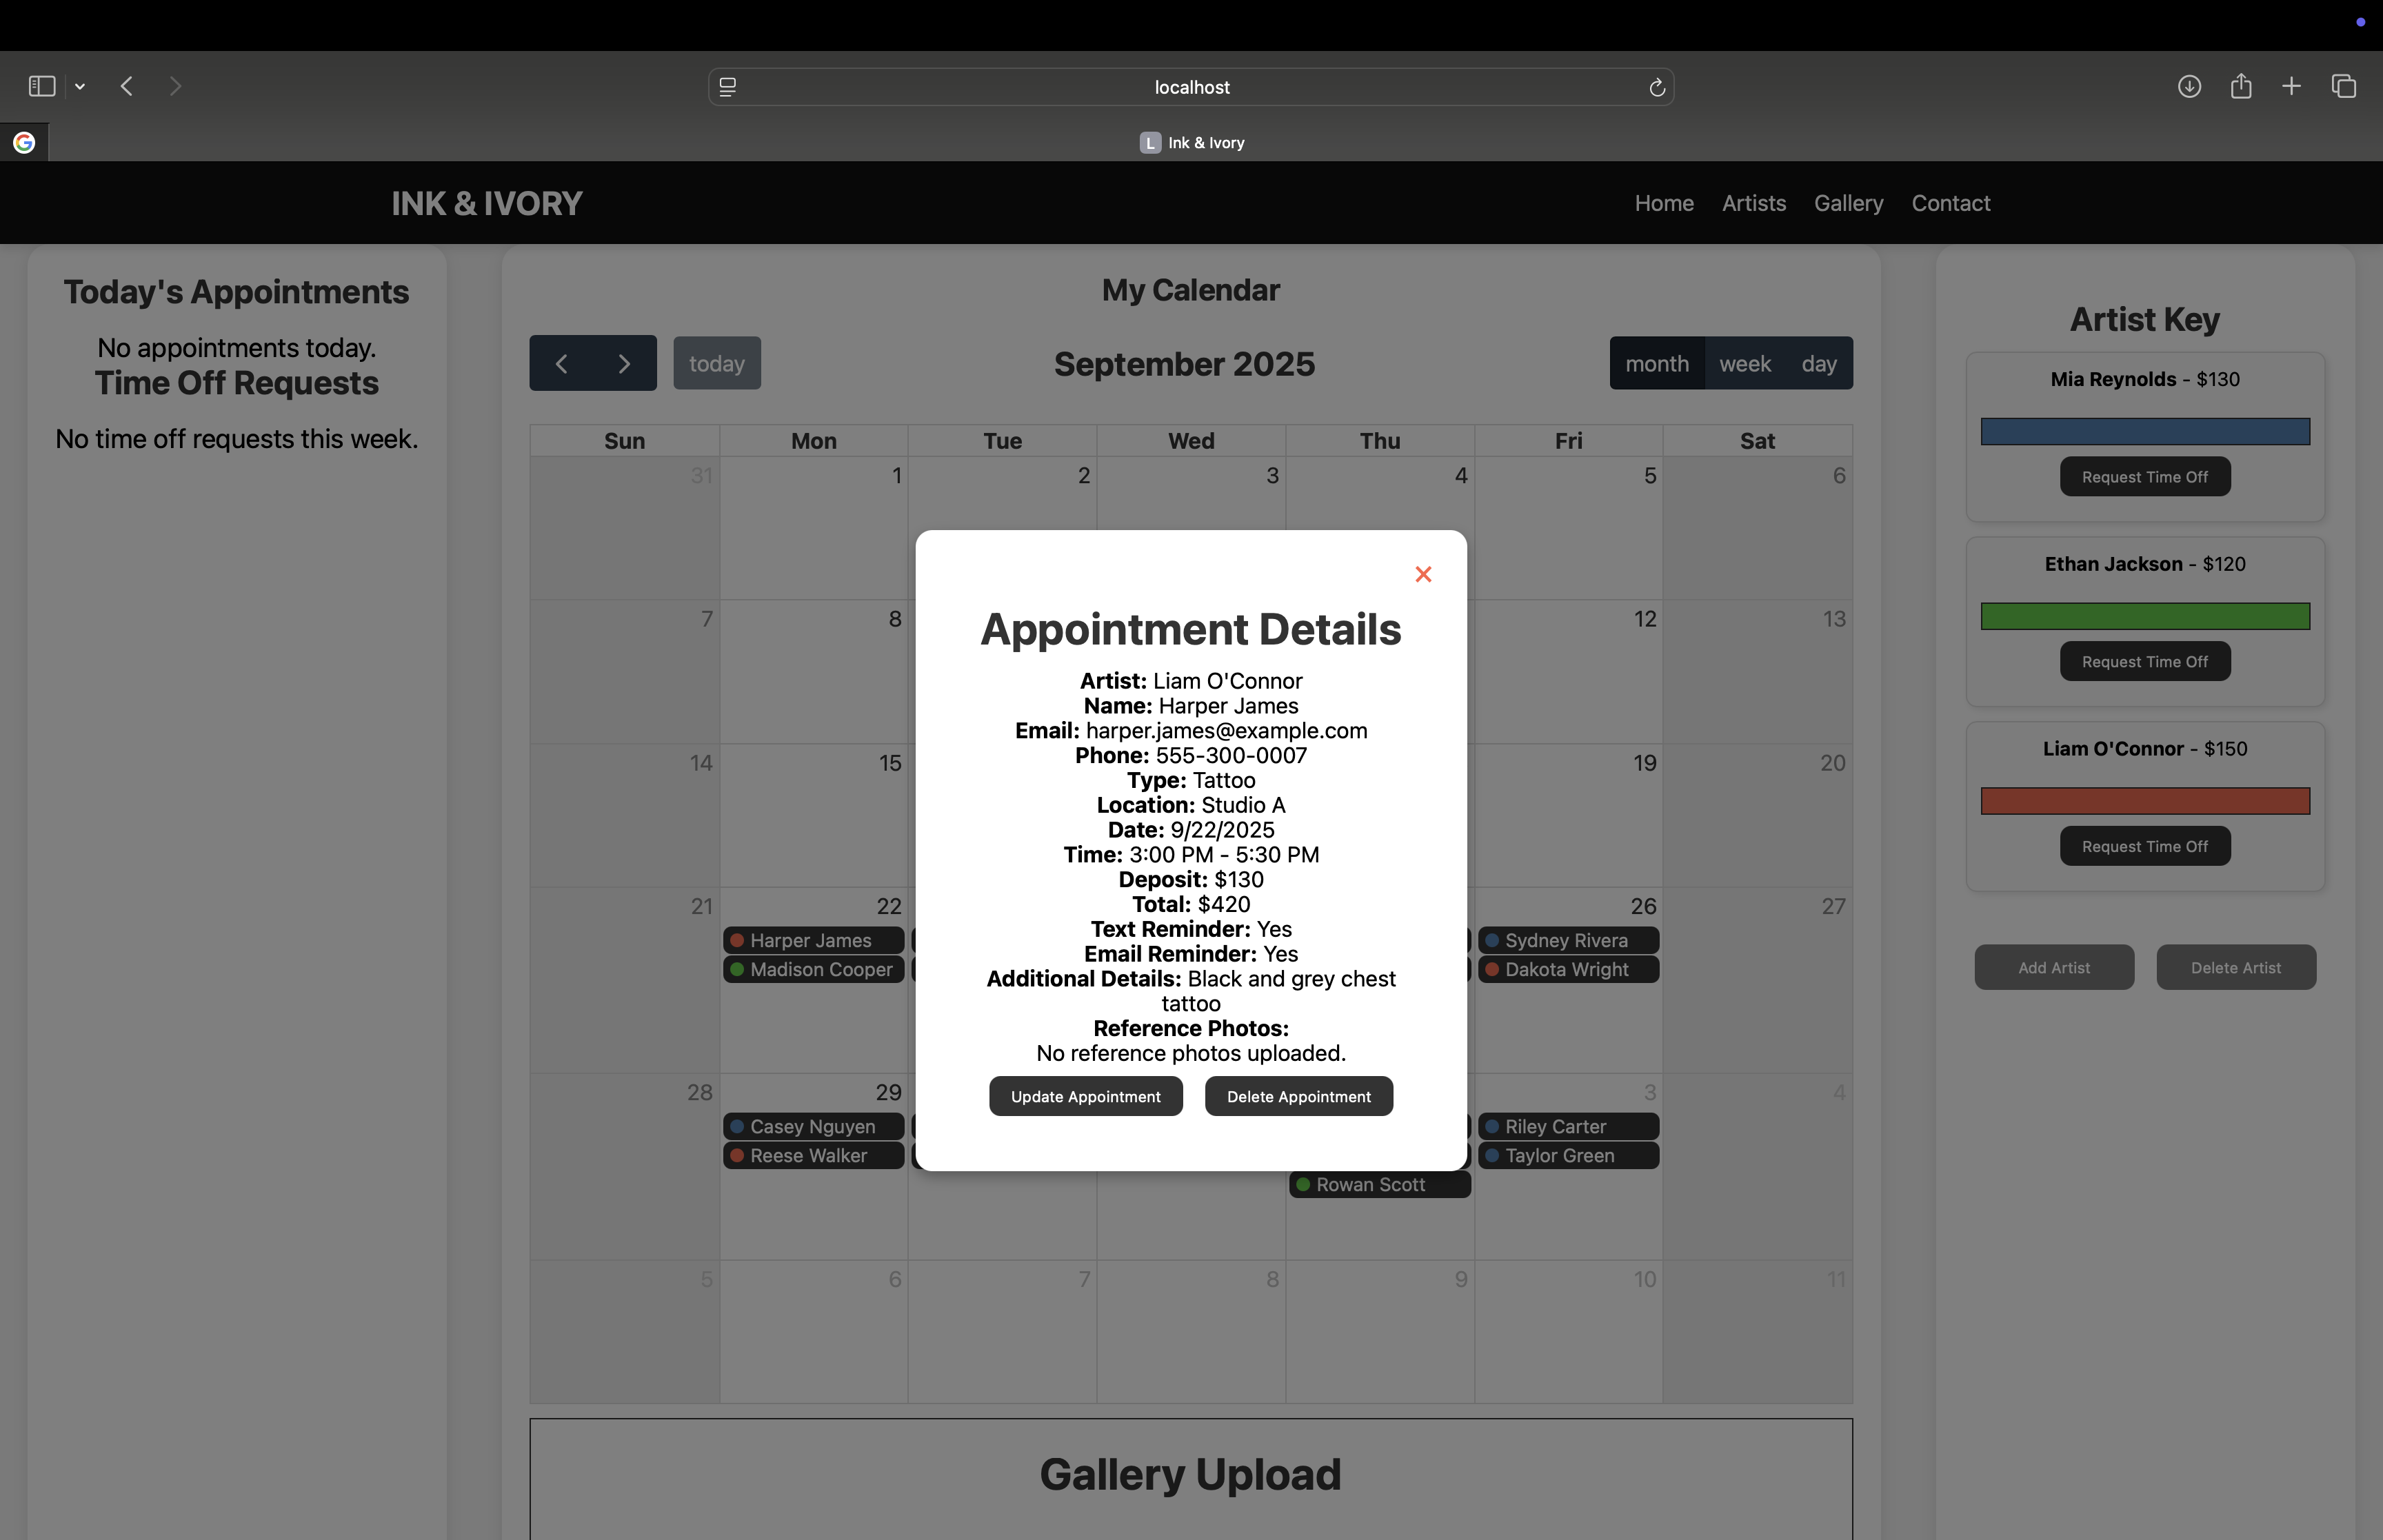 localhost
L Ink & Ivory
INK & IVORY
Home Artists Gallery Contact
Today's Appointments
No appointments today.
Time Off Requests
No time off requests this week.
My Calendar
today
September 2025
month week day
Sun Mon Tue Wed Thu Fri Sat
31 1 2 3 4 5 6
7 8 12 13
14 15 19 20
21 22 26 27
Harper James Sydney Rivera
Madison Cooper Dakota Wright
28 29 3 4
Casey Nguyen Riley Carter
Reese Walker Taylor Green
Rowan Scott
5 6 7 8 9 10 11
Appointment Details
Artist: Liam O'Connor
Name: Harper James
Email: harper.james@example.com
Phone: 555-300-0007
Type: Tattoo
Location: Studio A
Date: 9/22/2025
Time: 3:00 PM - 5:30 PM
Deposit: $130
Total: $420
Text Reminder: Yes
Email Reminder: Yes
Additional Details: Black and grey chest
tattoo
Reference Photos:
No reference photos uploaded.
Update Appointment Delete Appointment
Gallery Upload
Artist Key
Mia Reynolds - $130
Request Time Off
Ethan Jackson - $120
Request Time Off
Liam O'Connor - $150
Request Time Off
Add Artist Delete Artist